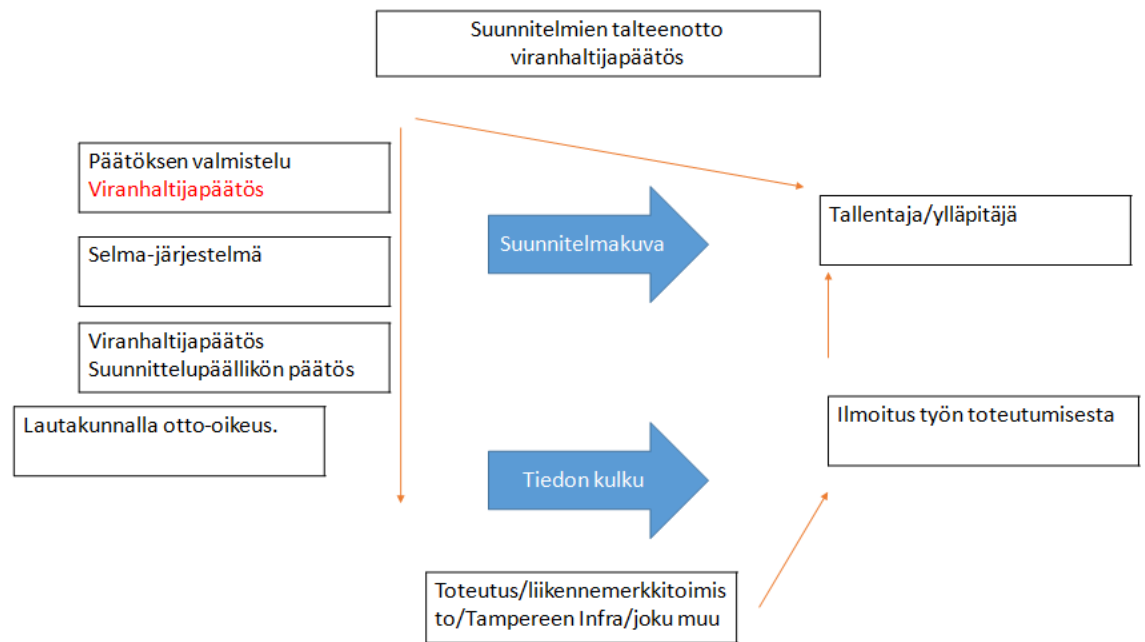 Suunnitelmien talteenotto
viranhaltijapäätös
Päätöksen valmistelu
Viranhaltijapäätös
Selma-järjestelmä
Viranhaltijapäätös
Suunnittelupäällikön päätös
Lautakunnalla otto-oikeus.
Suunnitelmakuva
Tiedon kulku
Tallentaja/ylläpitäjä
Ilmoitus työn toteutumisesta
Toteutus/liikennemerkkitoimis
to/Tampereen Infra/joku muu